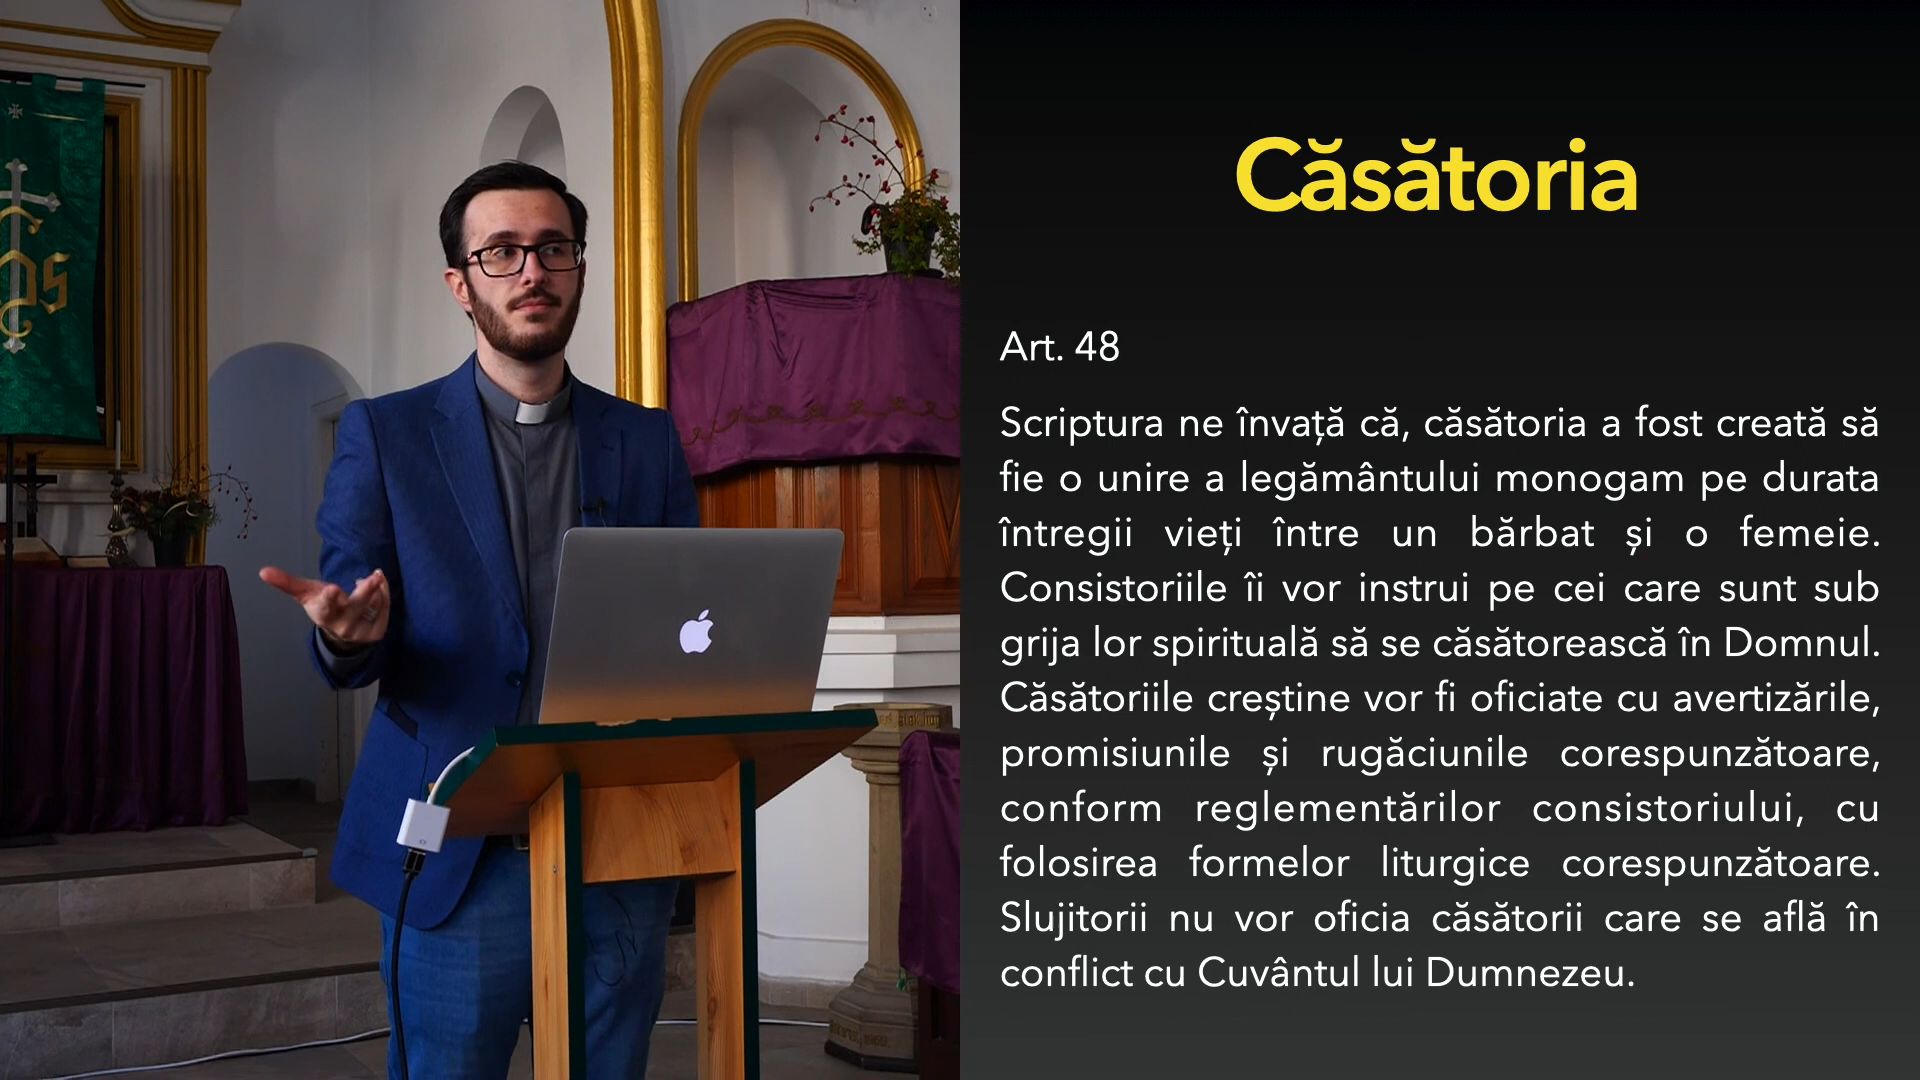 Căsătoria
Art. 48
Scriptura ne învață că, căsătoria a fost creată să
fie o unire a legământului monogam pe durata
întregii vieți între un bărbat și o femeie.
Consistoriile îi vor instrui pe cei care sunt sub
grija lor spirituală să se căsătorească în Domnul.
Căsătoriile creștine vor fi oficiate cu avertizările,
promisiunile și rugăciunile corespunzătoare,
conform reglementărilor consistoriului, cu
folosirea formelor liturgice corespunzătoare.
Slujitorii nu vor oficia căsătorii care se află în
conflict cu Cuvântul lui Dumnezeu.